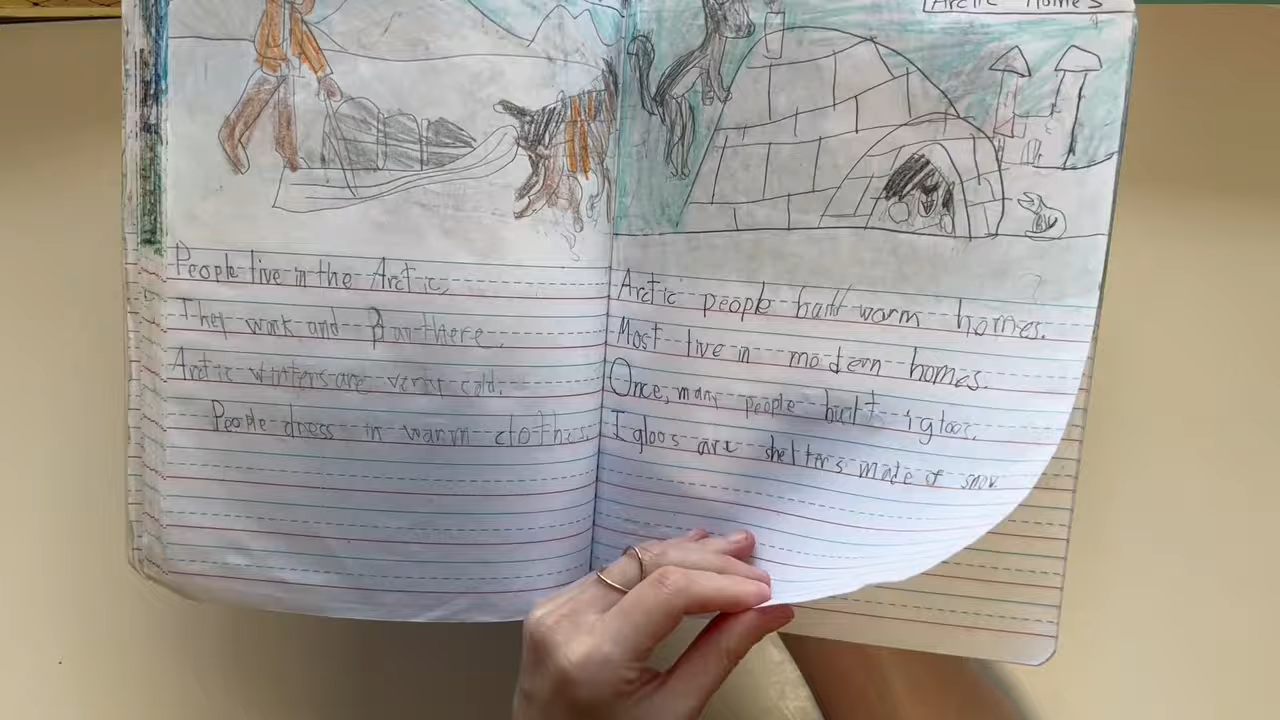 People live in the Arctic.
They work and there.
Arctic winters are very cold.
People dress in warm clothes.
Arctic Homes
Arctic people built warm homes.
Most live in modern homes.
Once, many people built igloos.
Igloos are shelters made of snow